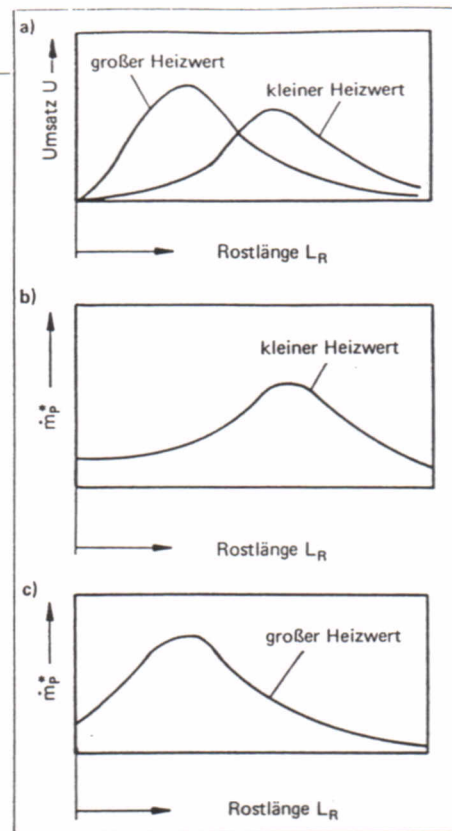 a)
Umsatz U
großer Heizwert
kleiner Heizwert
Rostlänge L_R
b)
ṁ*_P
kleiner Heizwert
Rostlänge L_R
c)
ṁ*_P
großer Heizwert
Rostlänge L_R